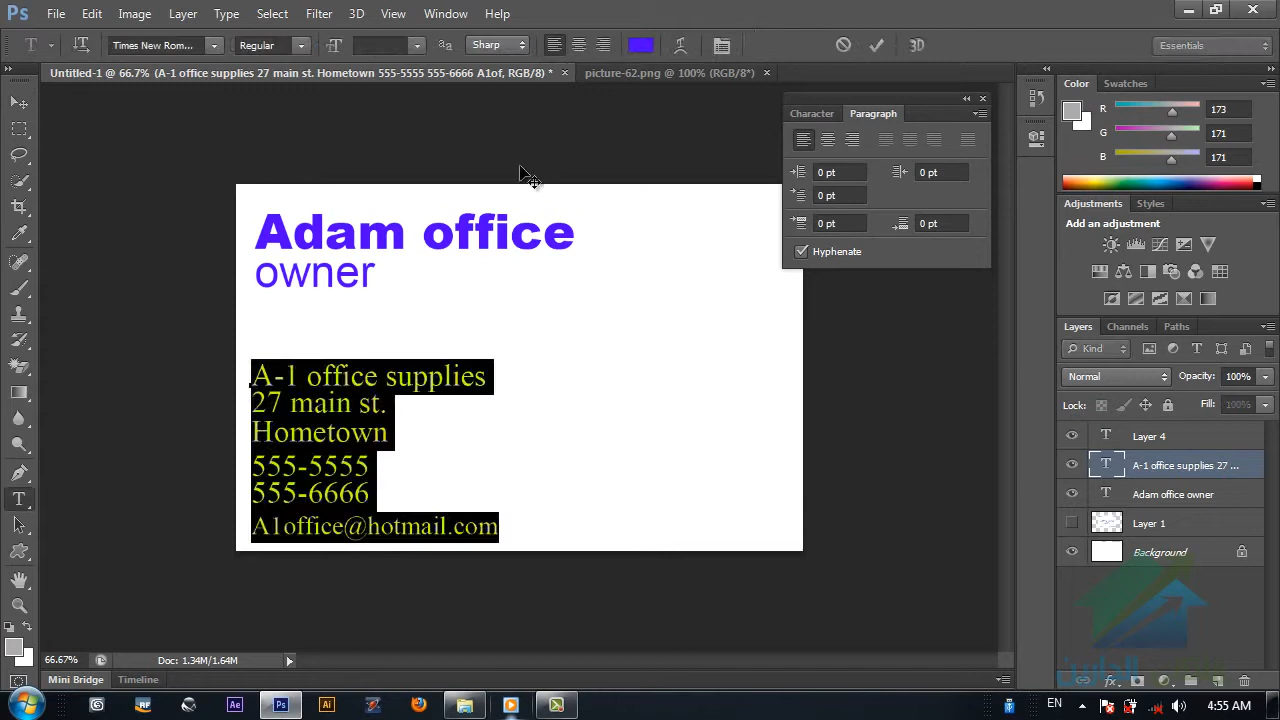 Ps File Edit Image Layer Type Select Filter 3D View Window Help
T Times New Rom... Regular Sharp 3D Essentials
Untitled-1 @ 66.7% (A-1 office supplies 27 main st. Hometown 555-5555 555-6666 A1of, RGB/8) * picture-62.png @ 100% (RGB/8*)
Character Paragraph
0 pt 0 pt
0 pt
0 pt 0 pt
Hyphenate
Adam office
owner
A-1 office supplies
27 main st.
Hometown
555-5555
555-6666
A1office@hotmail.com
Color Swatches
R 173
G 171
B 171
Adjustments Styles
Add an adjustment
Layers Channels Paths
Kind
Normal Opacity: 100%
Lock: Fill: 100%
Layer 4
A-1 office supplies 27 ...
Adam office owner
Layer 1
Background
66.67% Doc: 1.34M/1.64M
Mini Bridge Timeline
RF Ae Ps Ai EN 4:55 AM